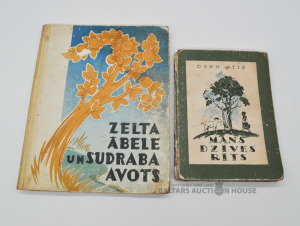 ZELTA
ĀBELE
UN SUDRABA
AVOTS
MANS
DZĪVES
RĪTS
BALTARS AUCTION HOUSE